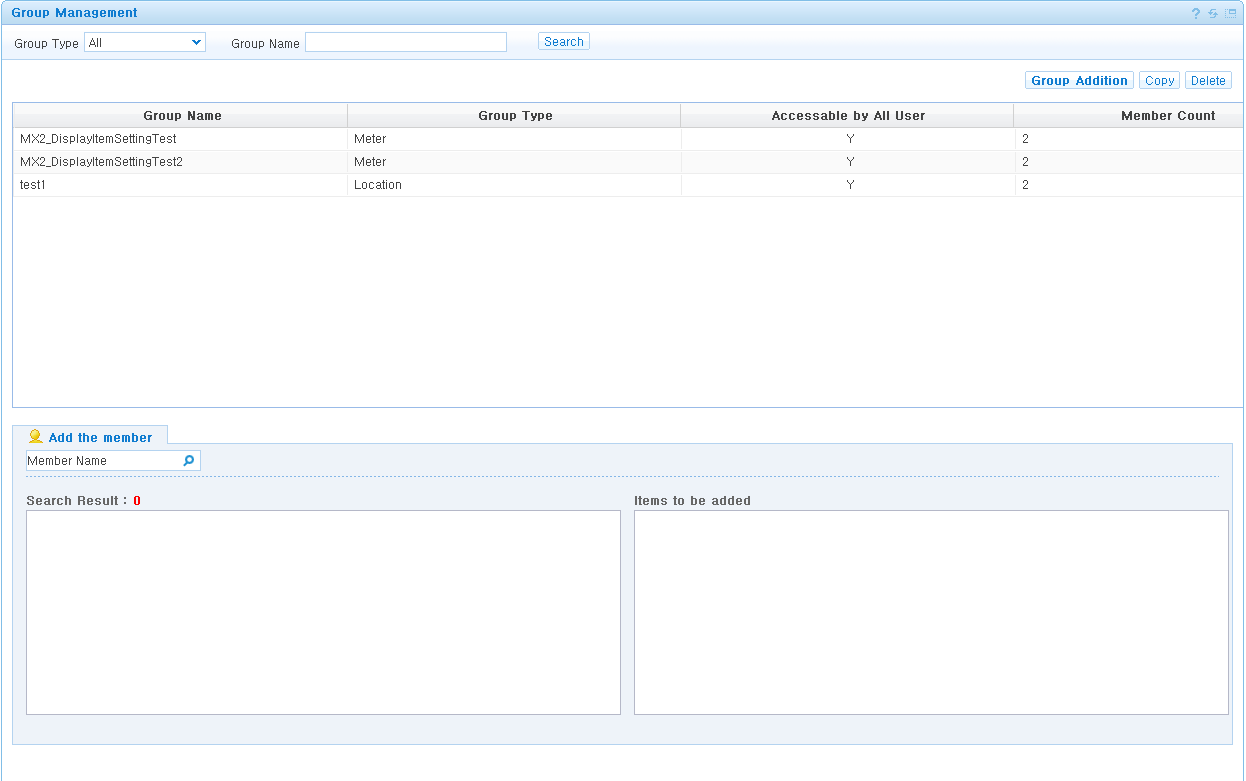 Group Management
Group Type All Group Name Search
Group Addition Copy Delete
Group Name Group Type Accessable by All User Member Count
MX2_DisplayItemSettingTest Meter Y 2
MX2_DisplayItemSettingTest2 Meter Y 2
test1 Location Y 2
Add the member
Member Name
Search Result : 0 Items to be added